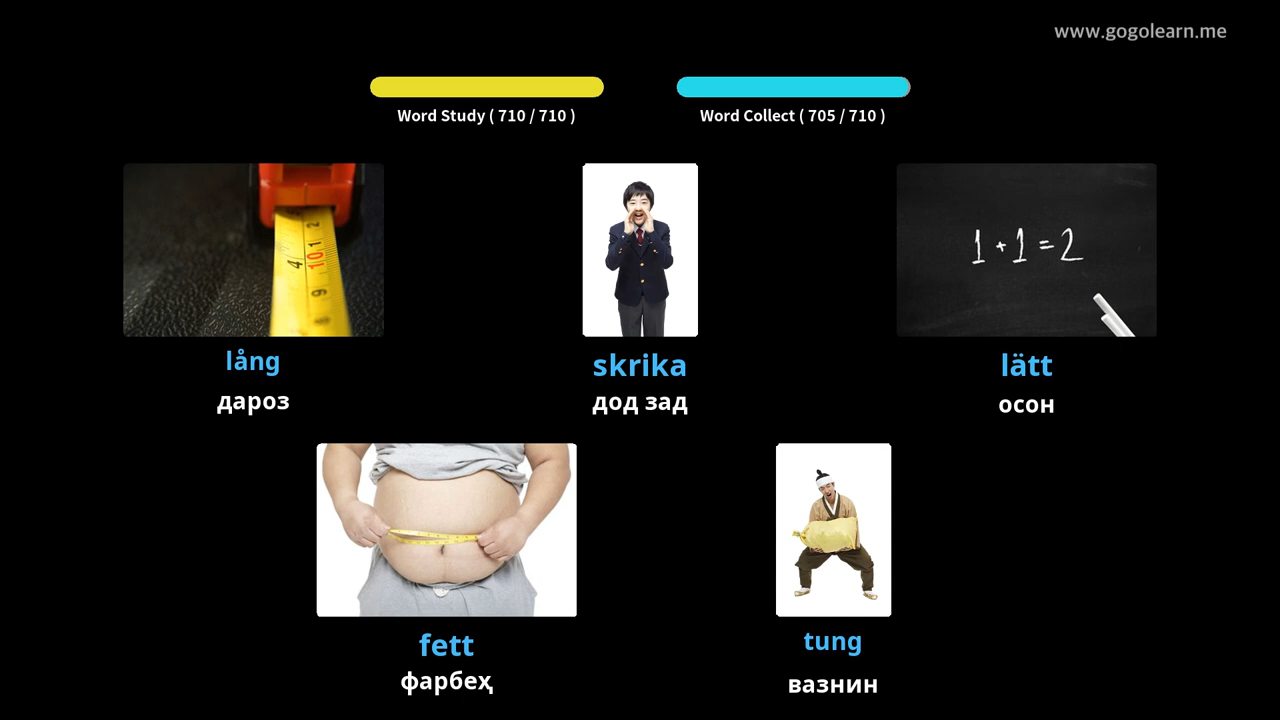 www.gogolearn.me
Word Study ( 710 / 710 )
Word Collect ( 705 / 710 )
lång
дароз
skrika
дод зад
1 + 1 = 2
lätt
осон
fett
фарбеҳ
tung
вазнин